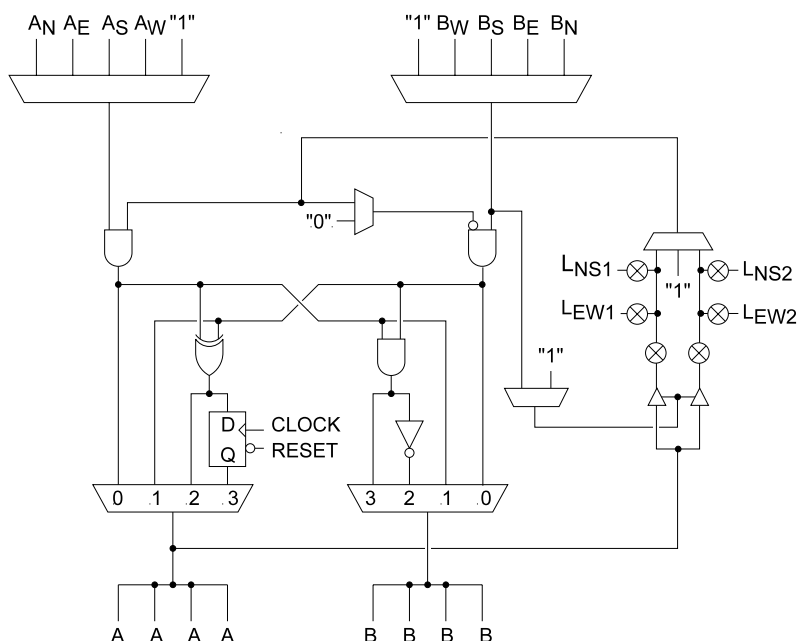 AN AE AS AW "1"
"1" BW BS BE BN
"0"
LNS1
"1"
LNS2
LEW1
LEW2
"1"
D
CLOCK
Q
RESET
0 .1 .2 .3
3 2 .1 .0
A A A A
B B B B